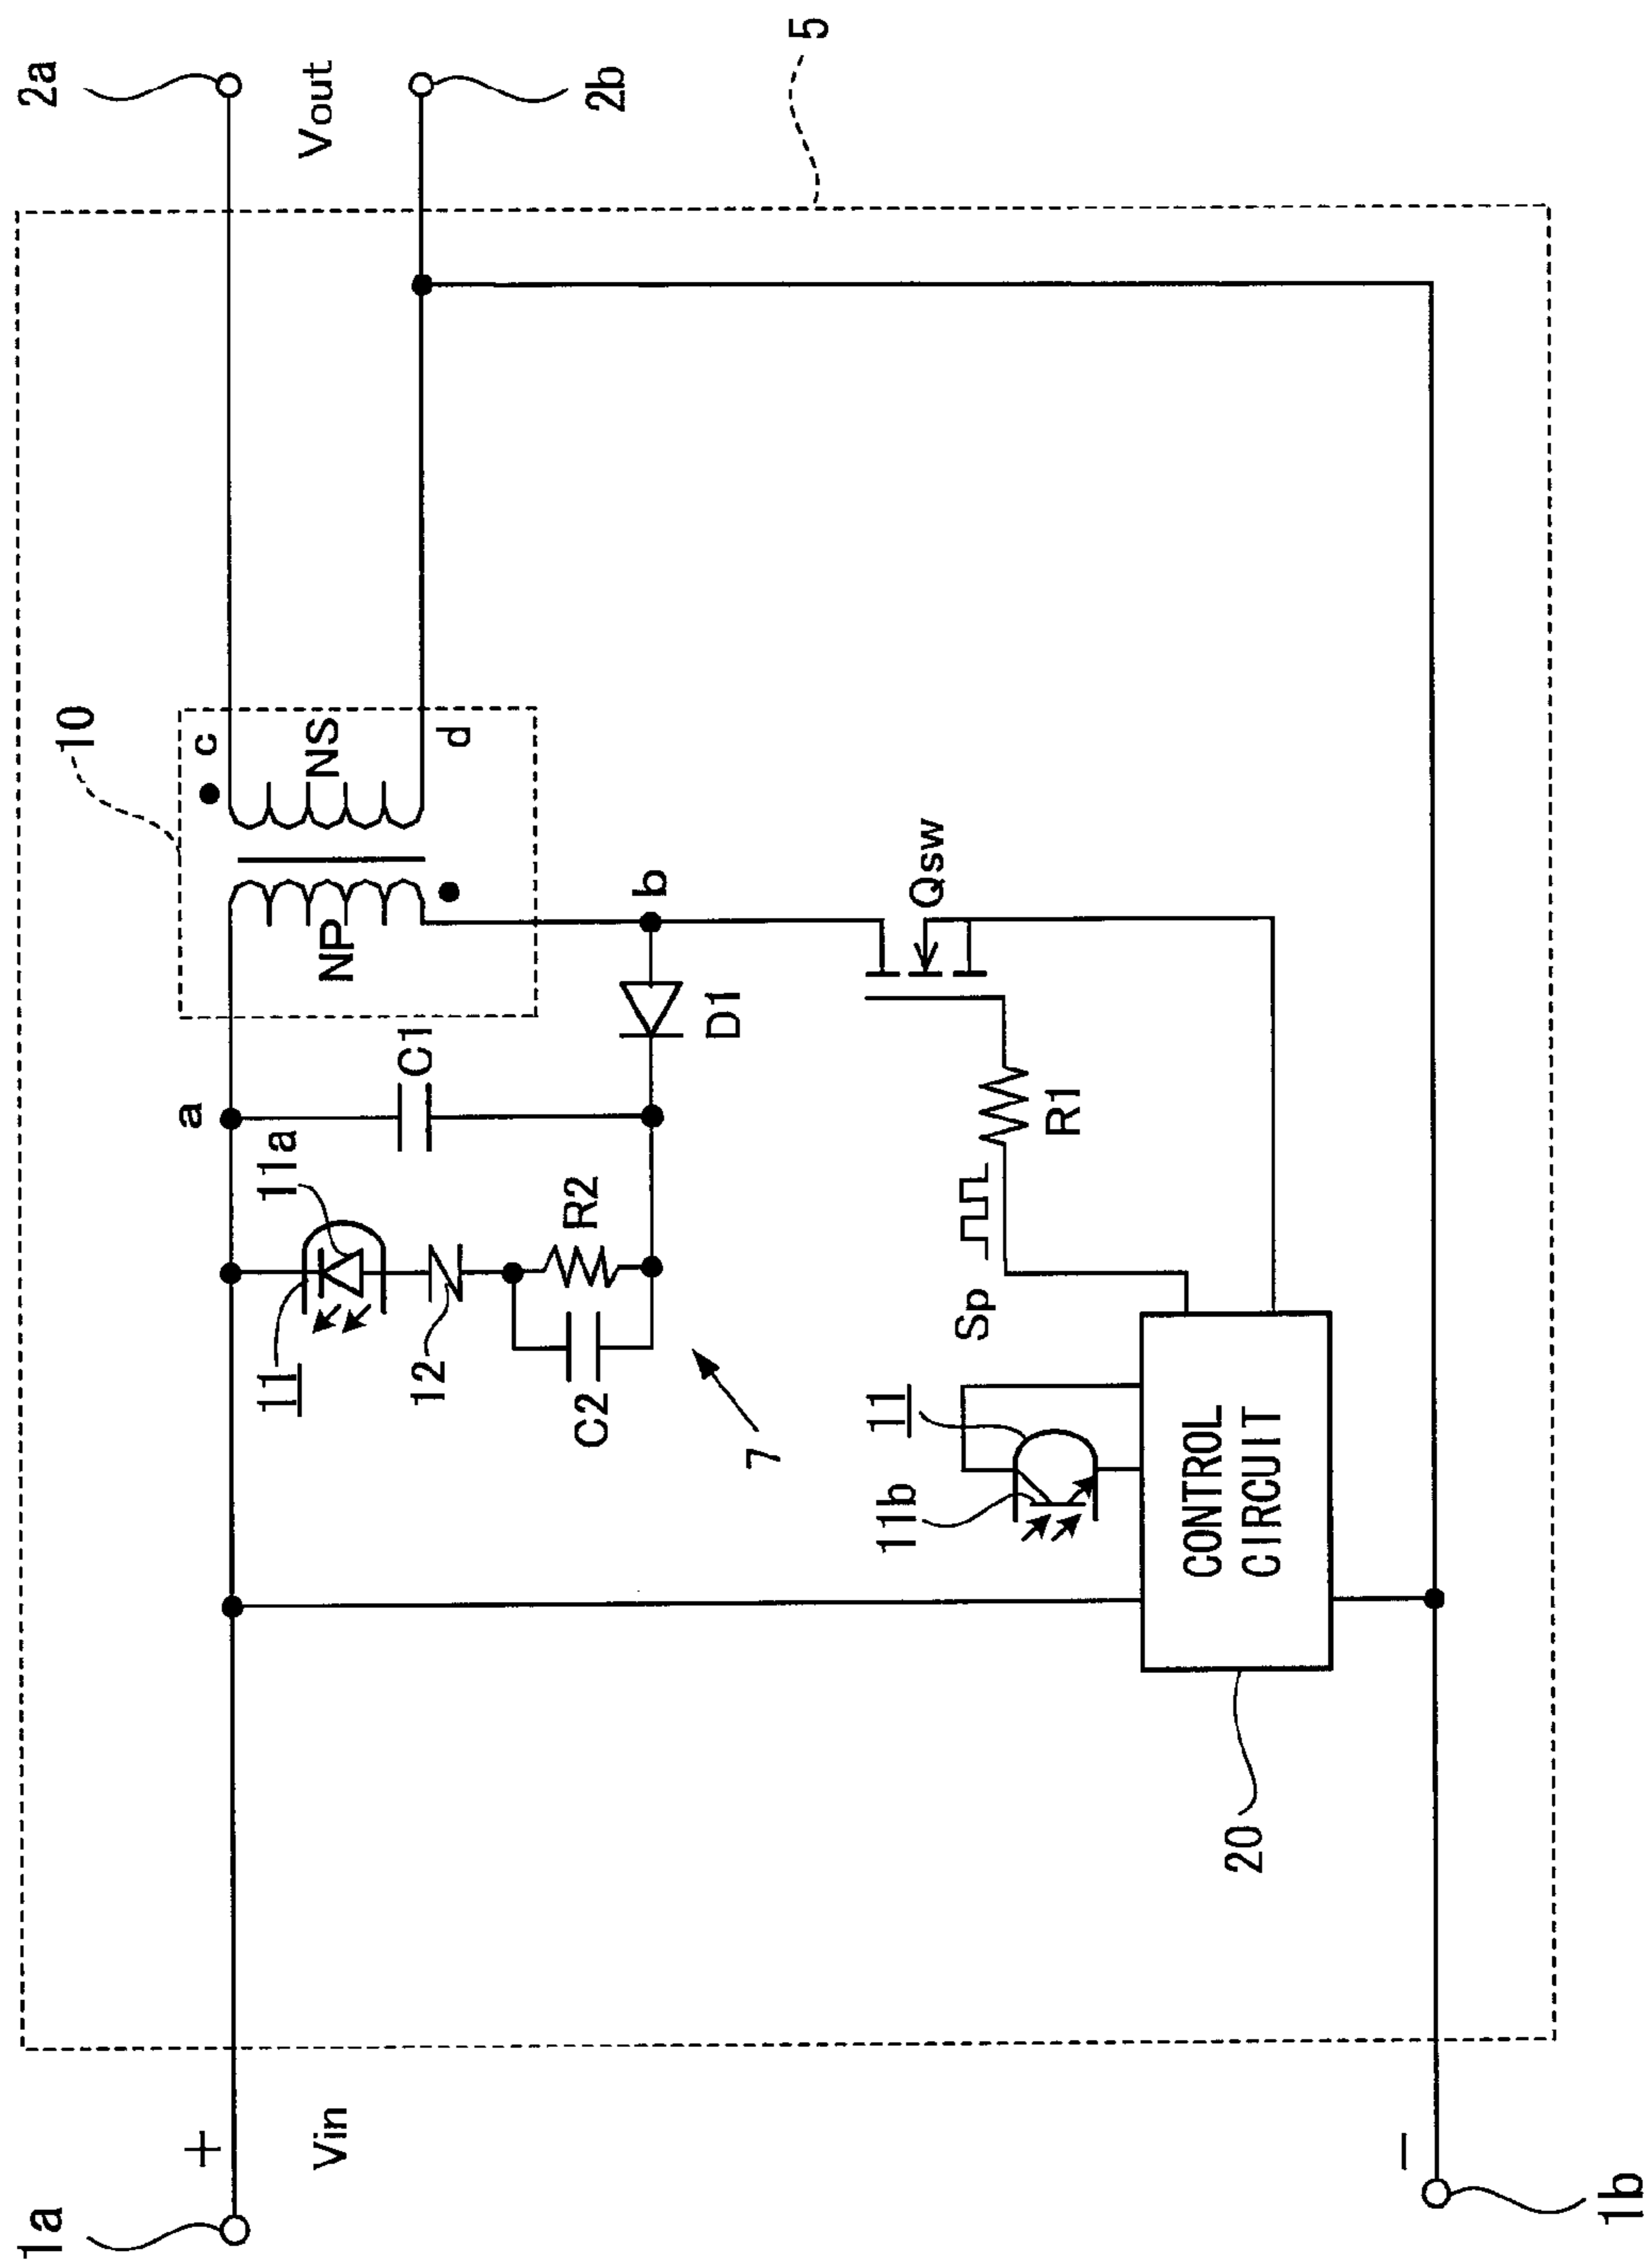 1a
+
Vin
−
1b
5
10
2a
Vout
2b
a
11a
11
12
C1
R2
C2
7
NP
NS
c
d
b
D1
Qsw
R1
Sp
11
11b
CONTROL
CIRCUIT
20